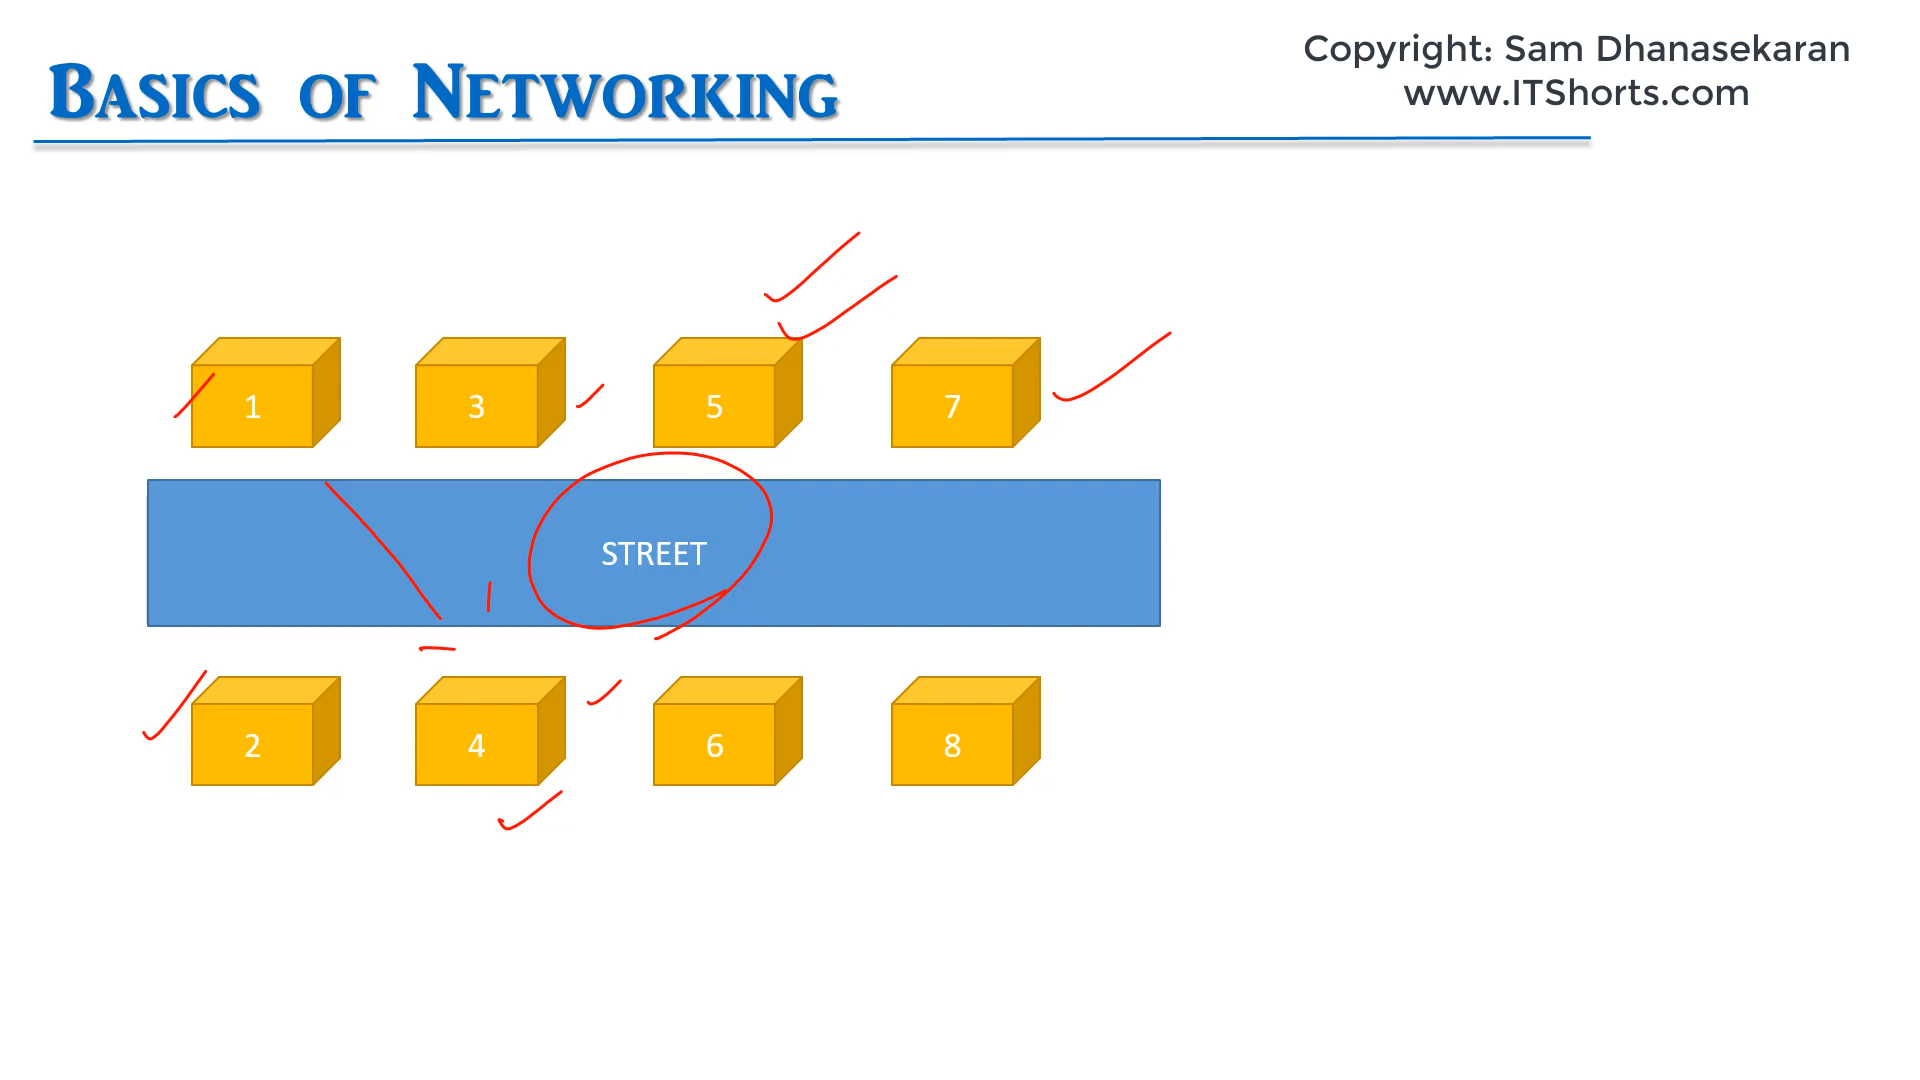 BASICS OF NETWORKING
Copyright: Sam Dhanasekaran
www.ITShorts.com
1 3 5 7
STREET
2 4 6 8